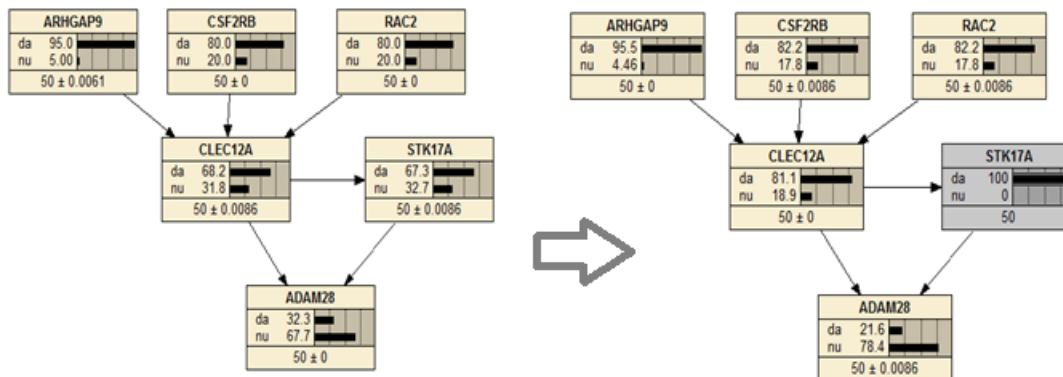 ARHGAP9
da 95.0
nu 5.00
50 ± 0.0061
CSF2RB
da 80.0
nu 20.0
50 ± 0
RAC2
da 80.0
nu 20.0
50 ± 0
CLEC12A
da 68.2
nu 31.8
50 ± 0.0086
STK17A
da 67.3
nu 32.7
50 ± 0.0086
ADAM28
da 32.3
nu 67.7
50 ± 0
ARHGAP9
da 95.5
nu 4.46
50 ± 0
CSF2RB
da 82.2
nu 17.8
50 ± 0.0086
RAC2
da 82.2
nu 17.8
50 ± 0.0086
CLEC12A
da 81.1
nu 18.9
50 ± 0
STK17A
da 100
nu 0
50
ADAM28
da 21.6
nu 78.4
50 ± 0.0086